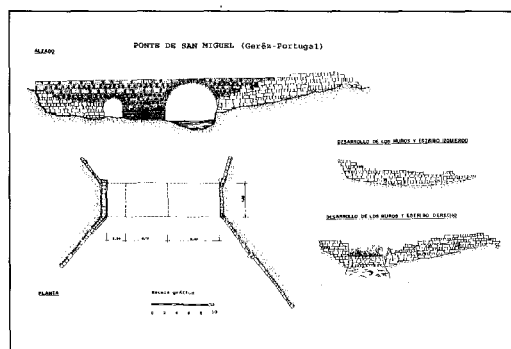 PONTE DE SAN MIGUEL (Gerêz-Portugal)
ALZADO
DESARROLLO DE LOS MUROS Y ESTRIBO IZQUIERDO
DESARROLLO DE LOS MUROS Y ESTRIBO DERECHO
PLANTA
Escala gráfica
0 2 4 6 8 10